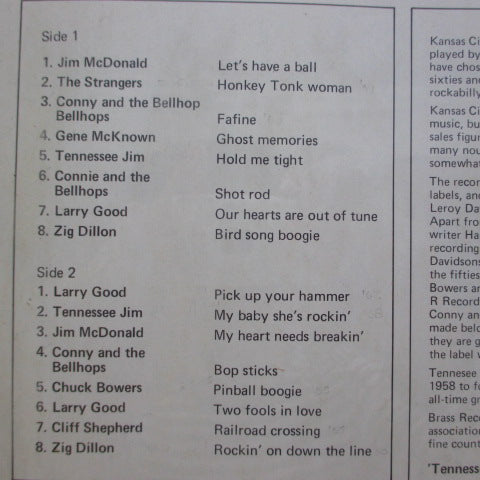 Side 1
1. Jim McDonald Let's have a ball
2. The Strangers Honkey Tonk woman
3. Conny and the Bellhop
Bellhops Fafine
4. Gene McKnown Ghost memories
5. Tennessee Jim Hold me tight
6. Connie and the
Bellhops Shot rod
7. Larry Good Our hearts are out of tune
8. Zig Dillon Bird song boogie
Side 2
1. Larry Good Pick up your hammer
2. Tennessee Jim My baby she's rockin'
3. Jim McDonald My heart needs breakin'
4. Conny and the
Bellhops Bop sticks
5. Chuck Bowers Pinball boogie
6. Larry Good Two fools in love
7. Cliff Shepherd Railroad crossing
8. Zig Dillon Rockin' on down the line
Kansas Ci
played by
have chos
sixties an
rockabilly
Kansas Ci
music, bu
sales figu
many nou
somewhat
The recor
labels, an
Leroy Da
Apart fro
writer Ha
recording
Davidsons
the fifties
Bowers an
R Record
Conny an
made belo
they are g
the label w
Tennessee
1958 to f
all-time gr
Brass Rec
association
fine count
'Tenness